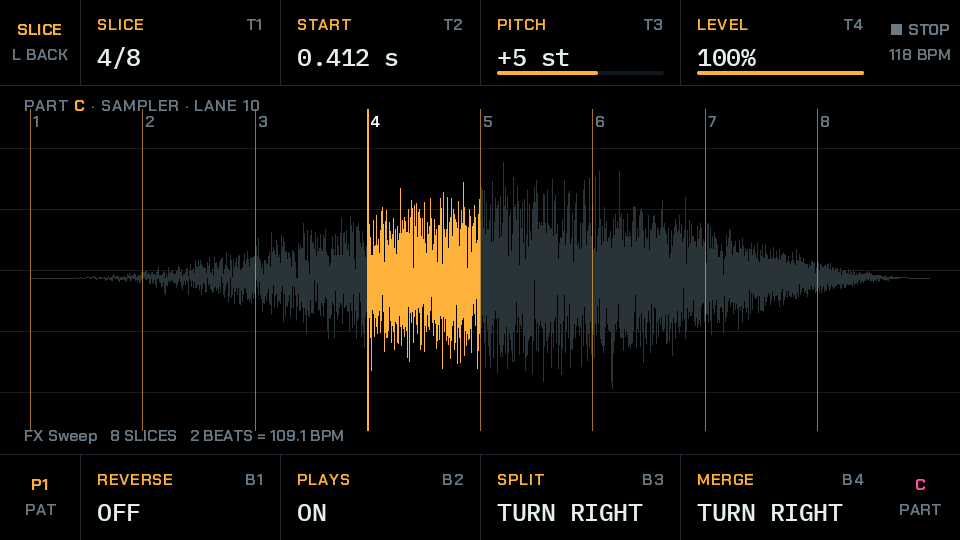 SLICE
L BACK
SLICE T1
4/8
START T2
0.412 s
PITCH T3
+5 st
LEVEL T4
100%
STOP
118 BPM
PART C · SAMPLER · LANE 10
1 2 3 4 5 6 7 8
FX Sweep 8 SLICES 2 BEATS = 109.1 BPM
P1
PAT
REVERSE B1
OFF
PLAYS B2
ON
SPLIT B3
TURN RIGHT
MERGE B4
TURN RIGHT
C
PART